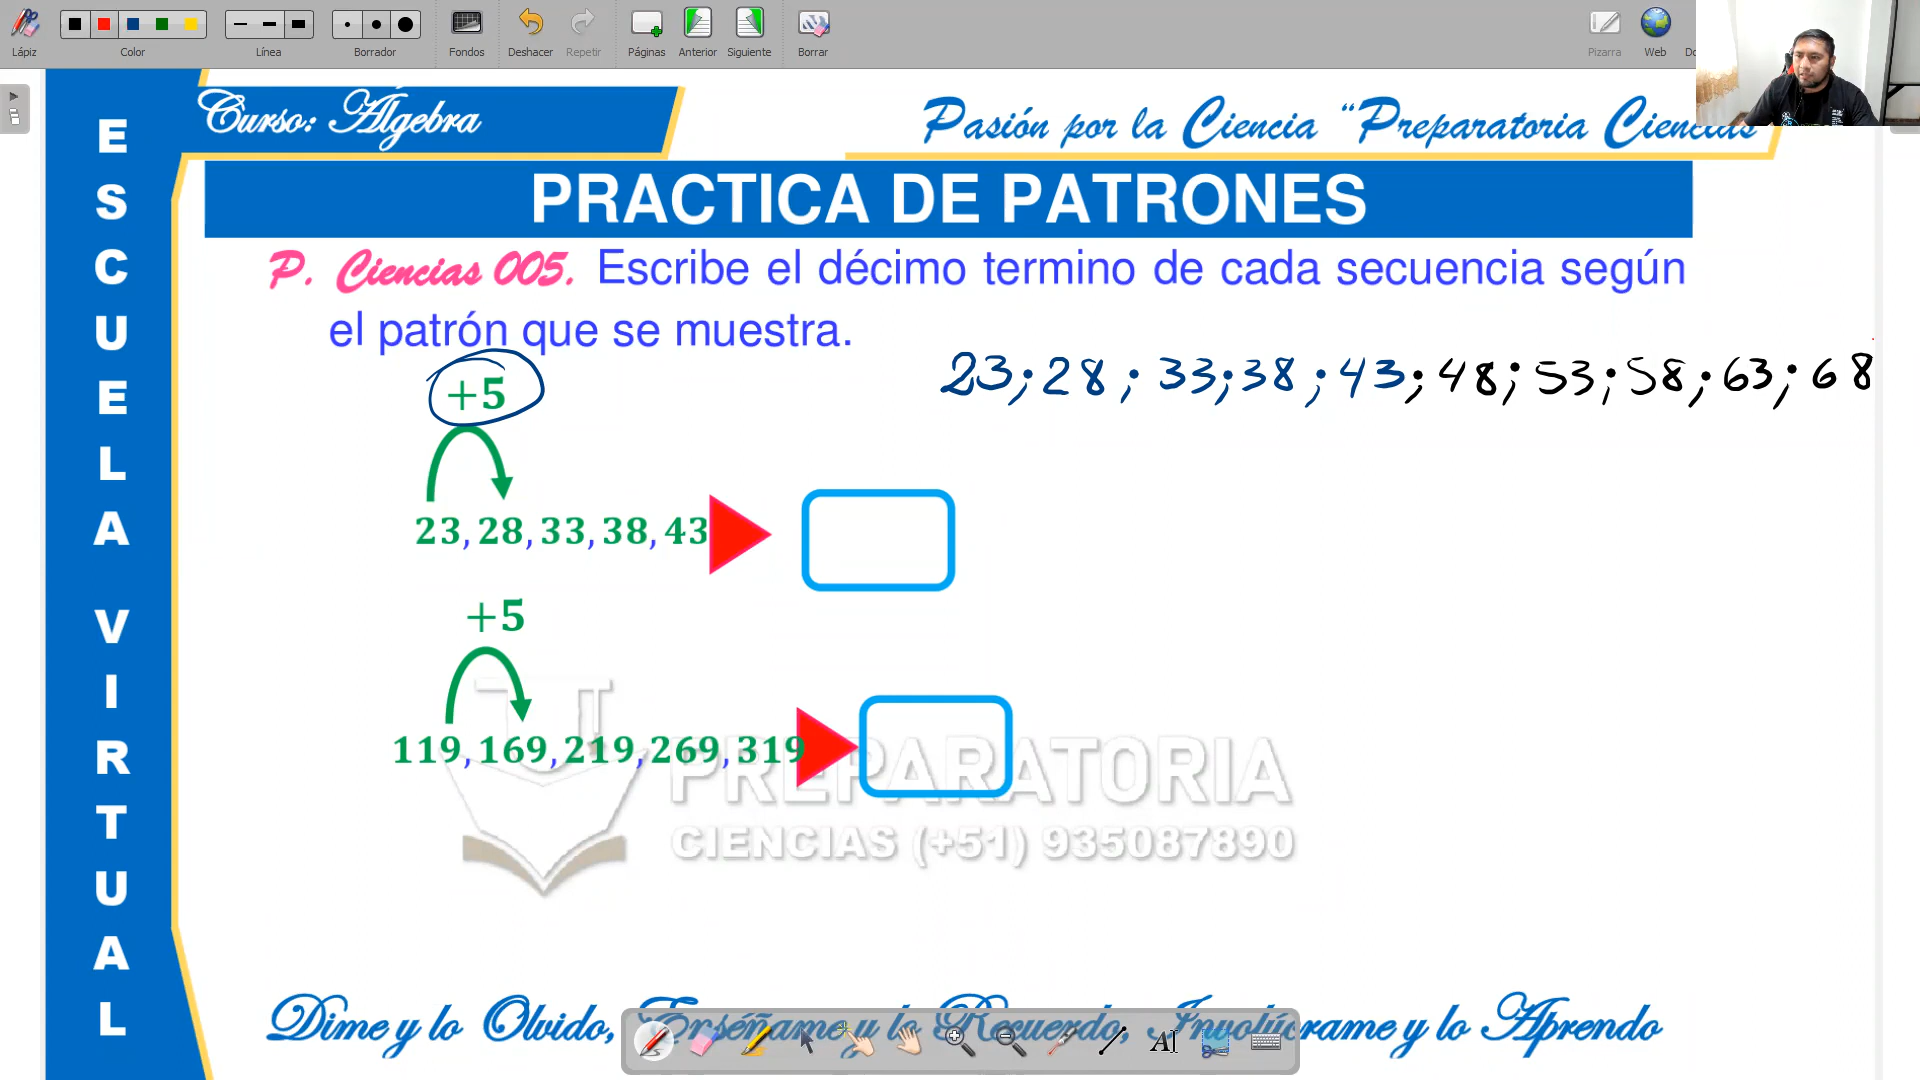 Lápiz
Color
Línea
Borrador
Fondos
Deshacer
Repetir
Páginas
Anterior
Siguiente
Borrar
Pizarra
Web
ESCUELA VIRTUAL
Curso: Álgebra
Pasión por la Ciencia “Preparatoria Ciencias”
PRACTICA DE PATRONES
P. Ciencias 005. Escribe el décimo termino de cada secuencia según
el patrón que se muestra.
+5
23; 28; 33; 38; 43; 48; 53; 58; 63; 68
23, 28, 33, 38, 43
+5
119, 169, 219, 269, 319
PREPARATORIA
CIENCIAS (+51) 935087890
Dime y lo Olvido, Enséñame y lo Recuerdo, Involúcrame y lo Aprendo